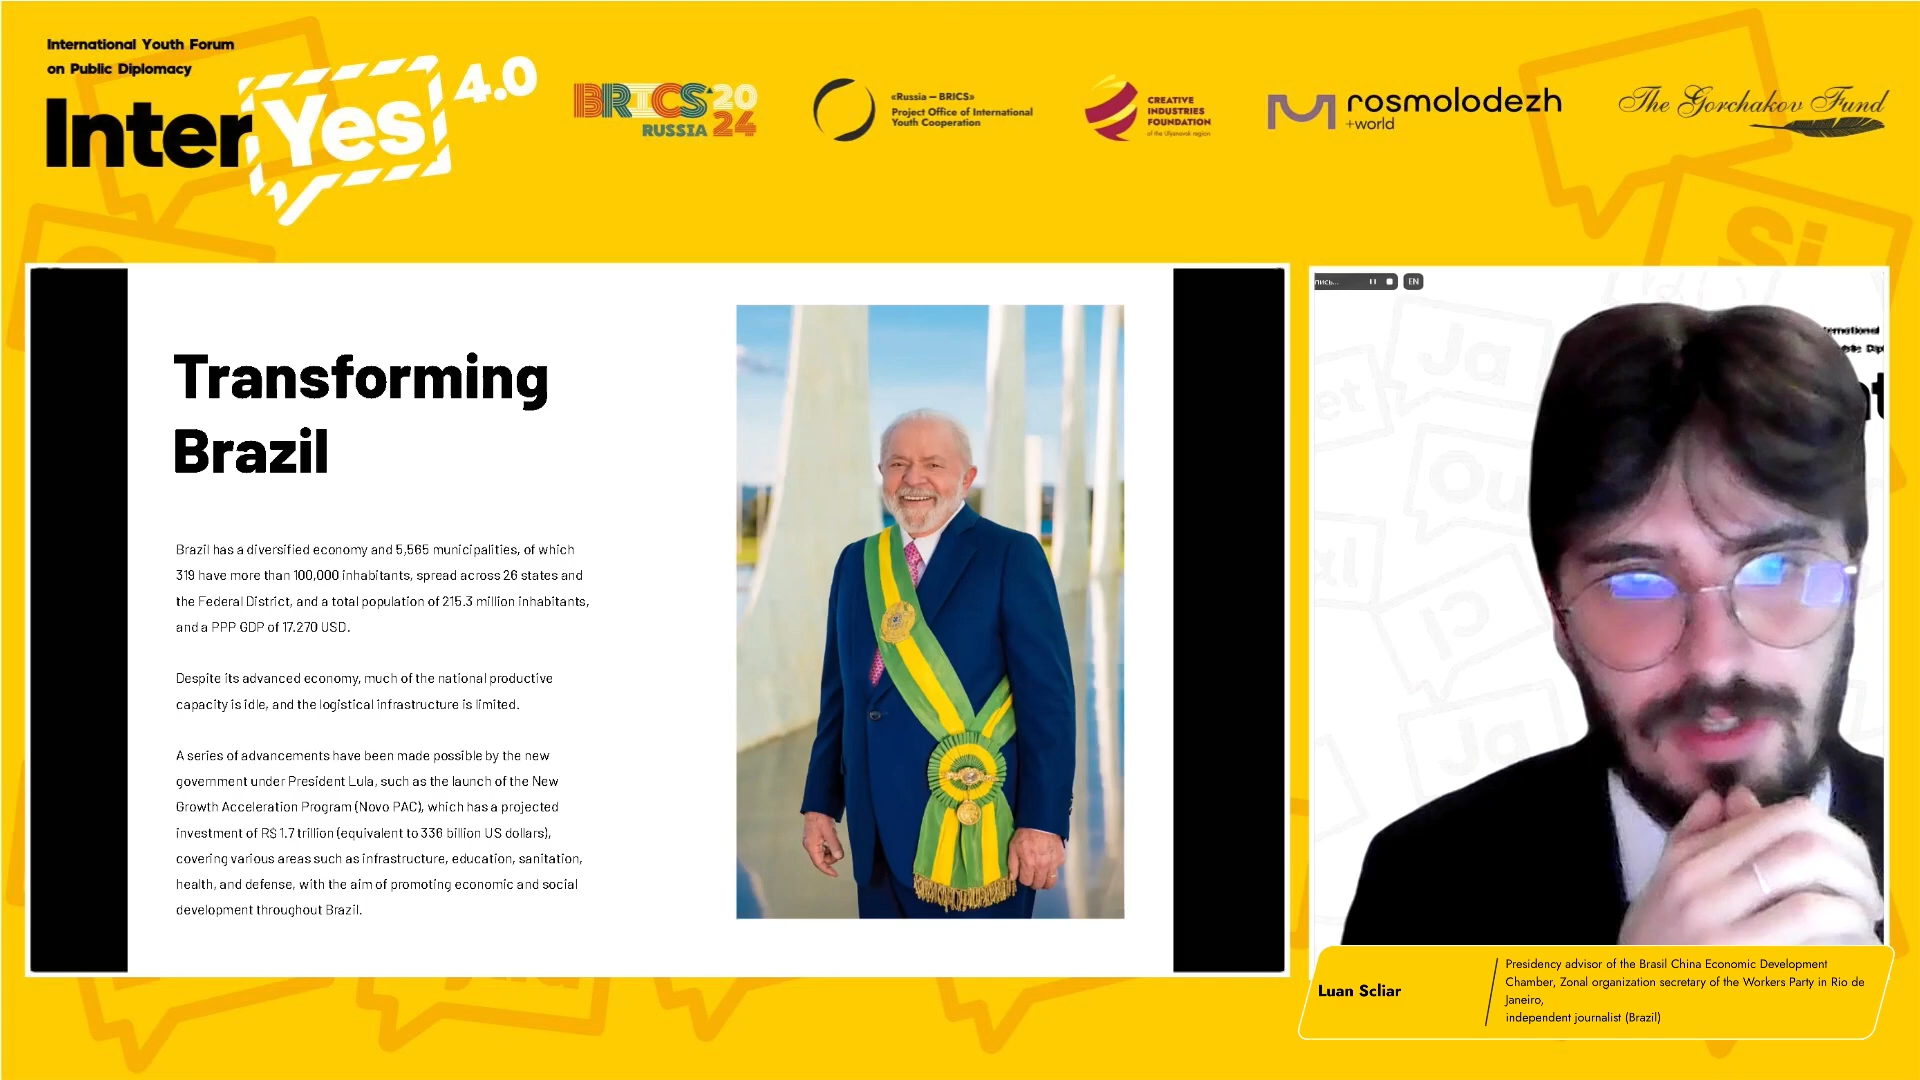 International Youth Forum
on Public Diplomacy
InterYes 4.0
BRICS 2024
RUSSIA
«Russia — BRICS»
Project Office of International
Youth Cooperation
CREATIVE
INDUSTRIES
FOUNDATION
of the Ulyanovsk region
rosmolodezh
+world
The Gorchakov Fund
Si
Transforming
Brazil
Brazil has a diversified economy and 5,565 municipalities, of which
319 have more than 100,000 inhabitants, spread across 26 states and
the Federal District, and a total population of 215.3 million inhabitants,
and a PPP GDP of 17.270 USD.
Despite its advanced economy, much of the national productive
capacity is idle, and the logistical infrastructure is limited.
A series of advancements have been made possible by the new
government under President Lula, such as the launch of the New
Growth Acceleration Program (Novo PAC), which has a projected
investment of R$ 1.7 trillion (equivalent to 336 billion US dollars),
covering various areas such as infrastructure, education, sanitation,
health, and defense, with the aim of promoting economic and social
development throughout Brazil.
пись...
EN
Ja
Ou
Ja
Luan Scliar
Presidency advisor of the Brasil China Economic Development
Chamber, Zonal organization secretary of the Workers Party in Rio de
Janeiro,
independent journalist (Brazil)